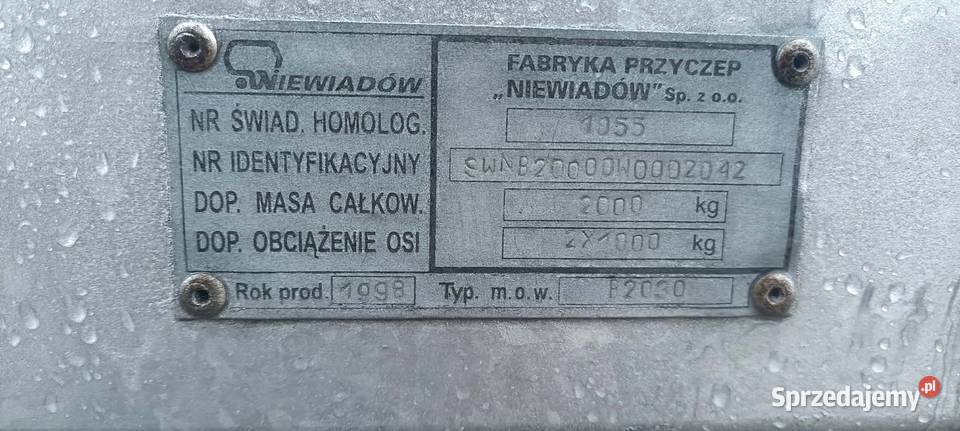 NIEWIADÓW
FABRYKA PRZYCZEP
„NIEWIADÓW" Sp. z o.o.
NR ŚWIAD. HOMOLOG. 1055
NR IDENTYFIKACYJNY SWNB20000W0002042
DOP. MASA CAŁKOW. 2000 kg
DOP. OBCIĄŻENIE OSI 2X1000 kg
Rok prod. 1998 Typ. m.o.w.
Sprzedajemy.pl